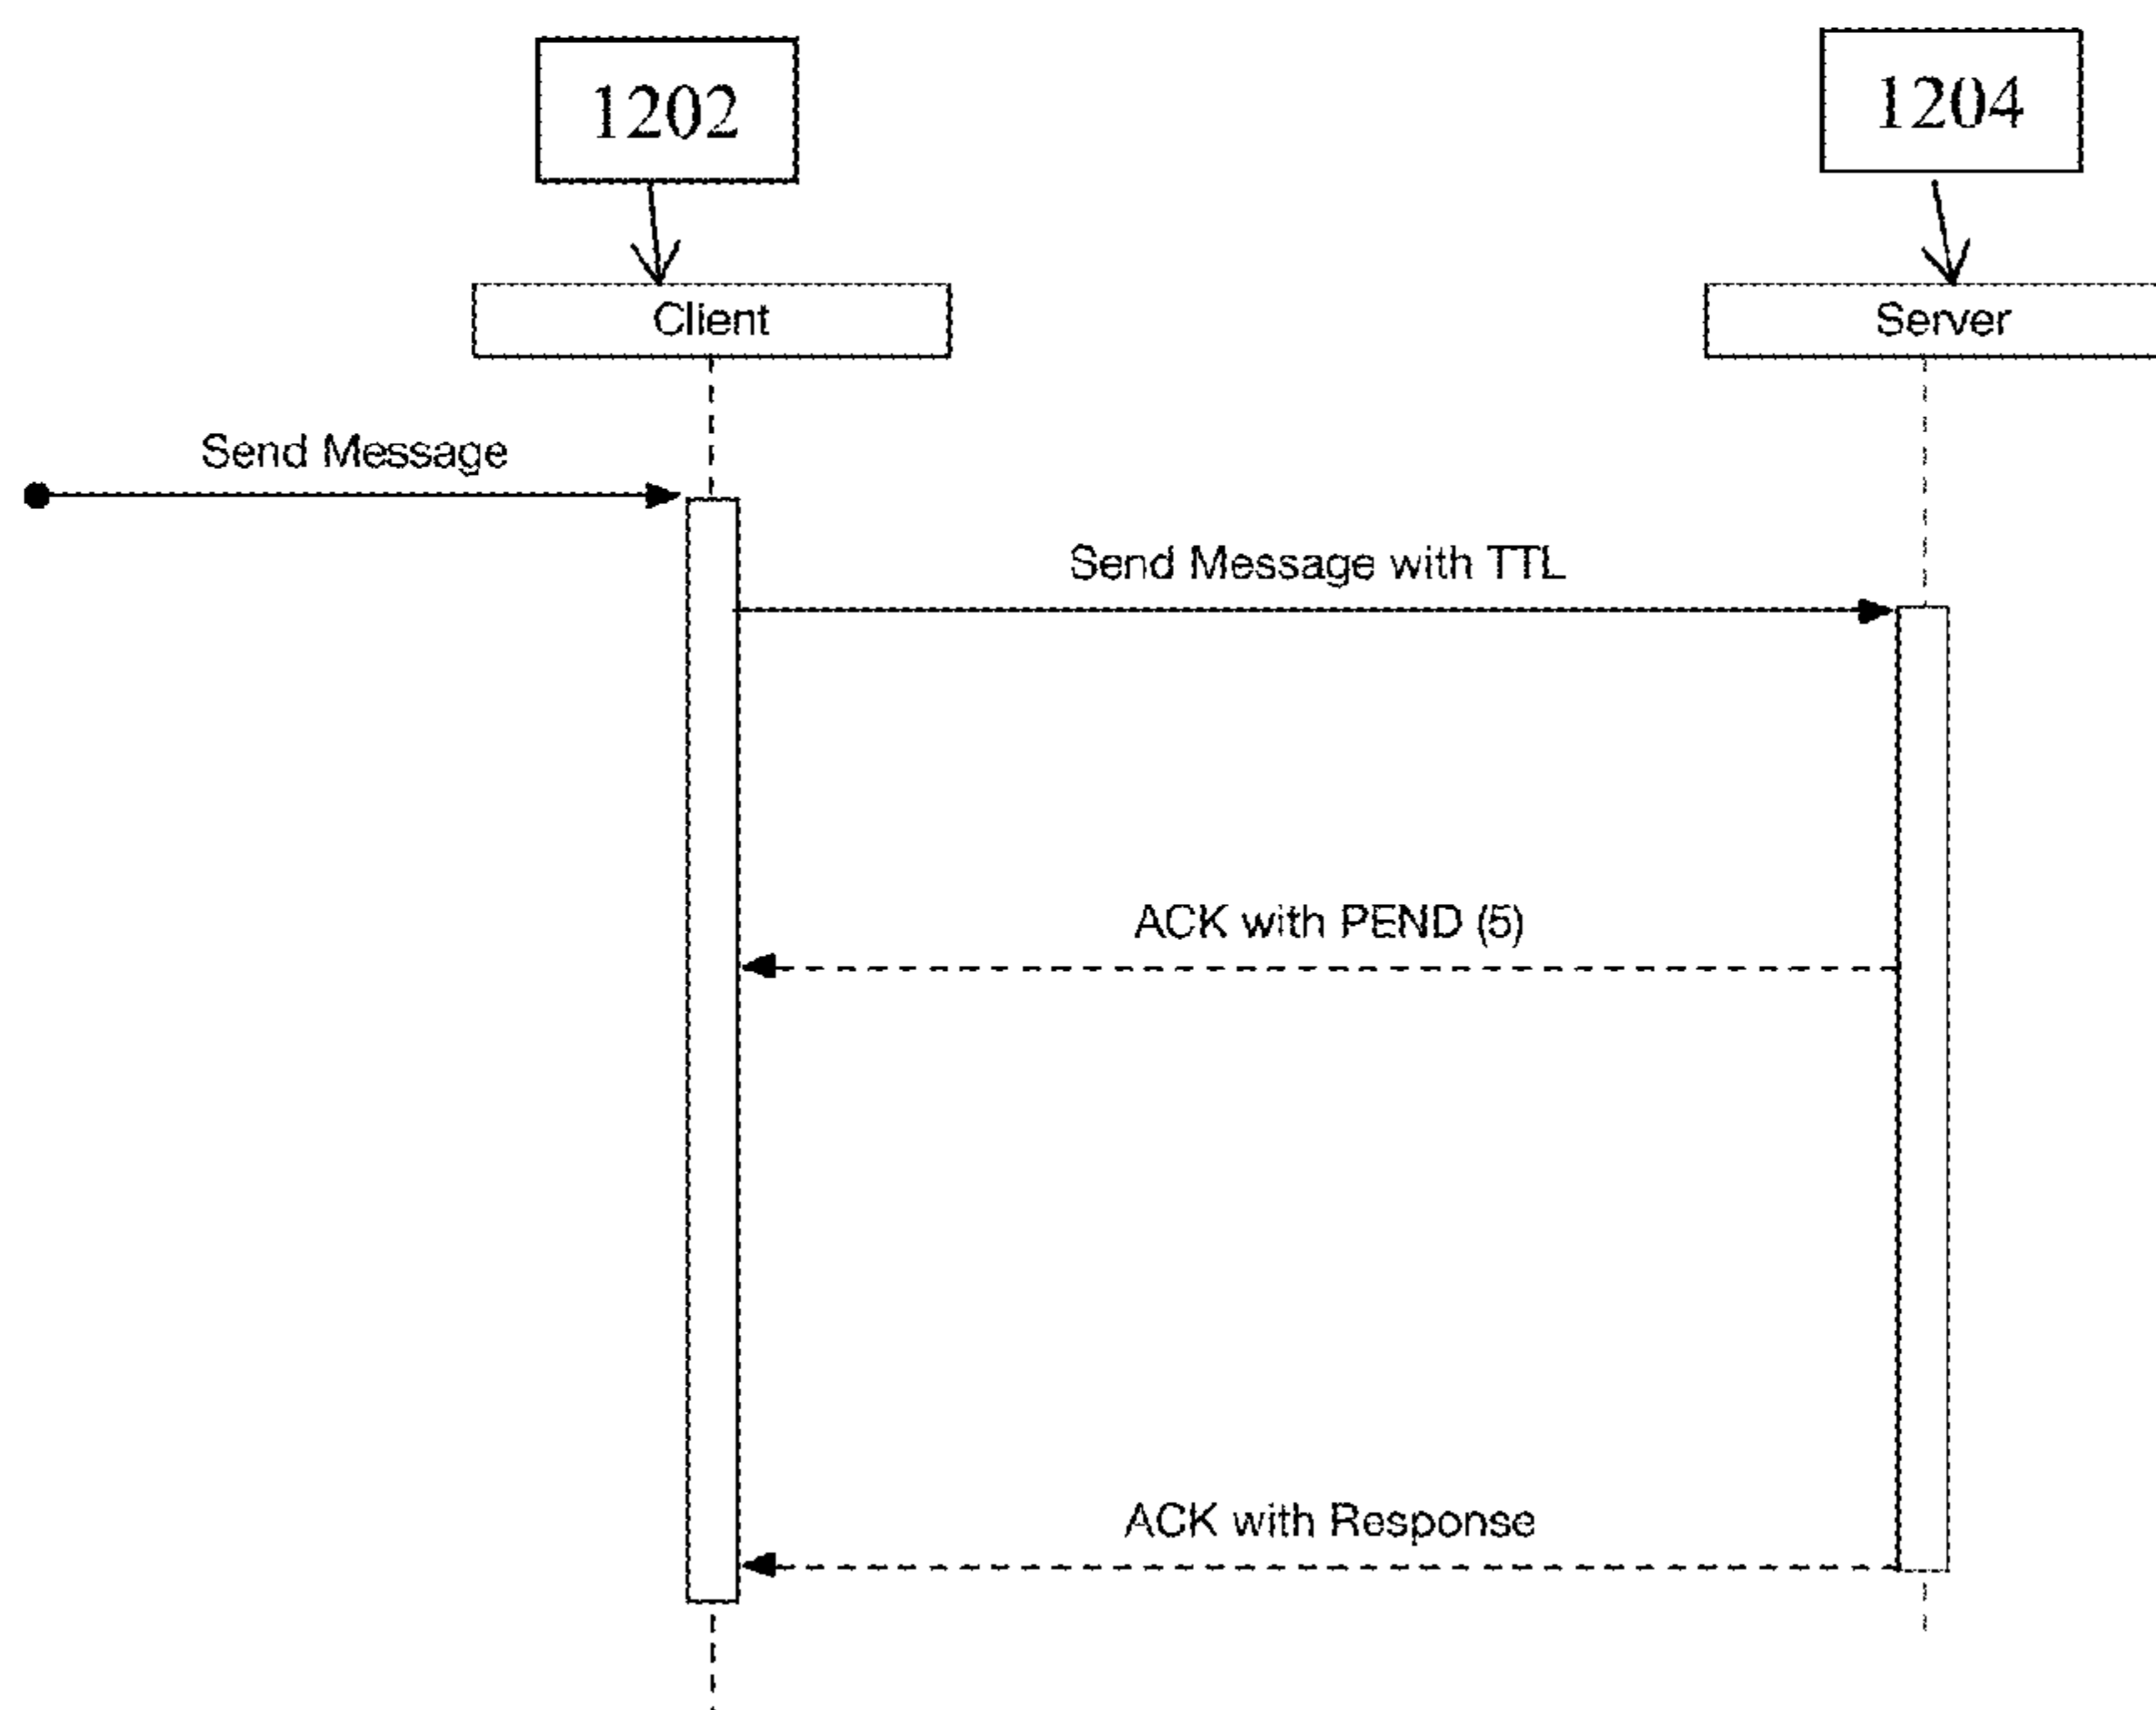 1202
1204
Client
Server
Send Message
Send Message with TTL
ACK with PEND (5)
ACK with Response